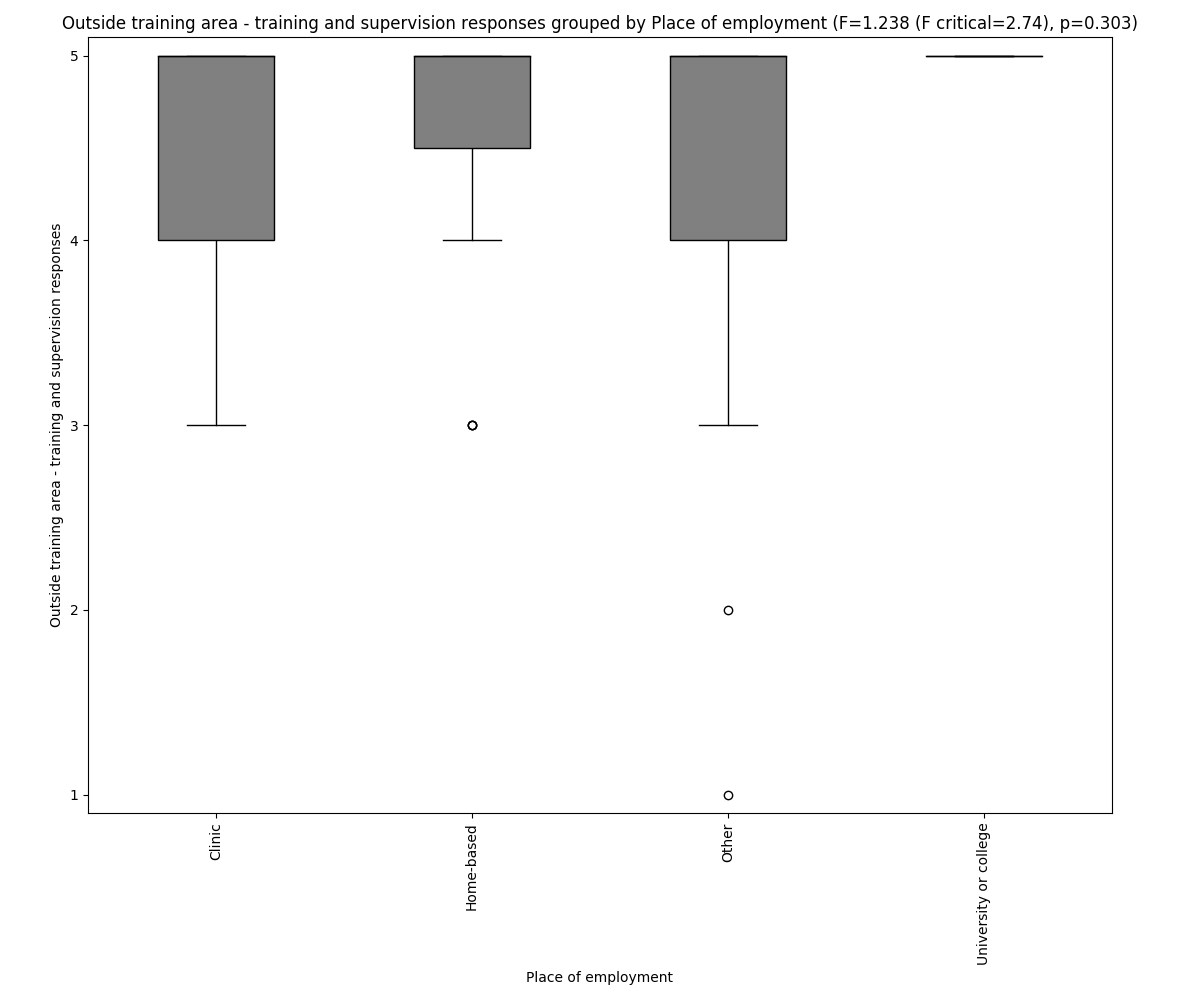 Outside training area - training and supervision responses grouped by Place of employment (F=1.238 (F critical=2.74), p=0.303)
Outside training area - training and supervision responses
5
4
3
2
1
Clinic
Home-based
Other
University or college
Place of employment